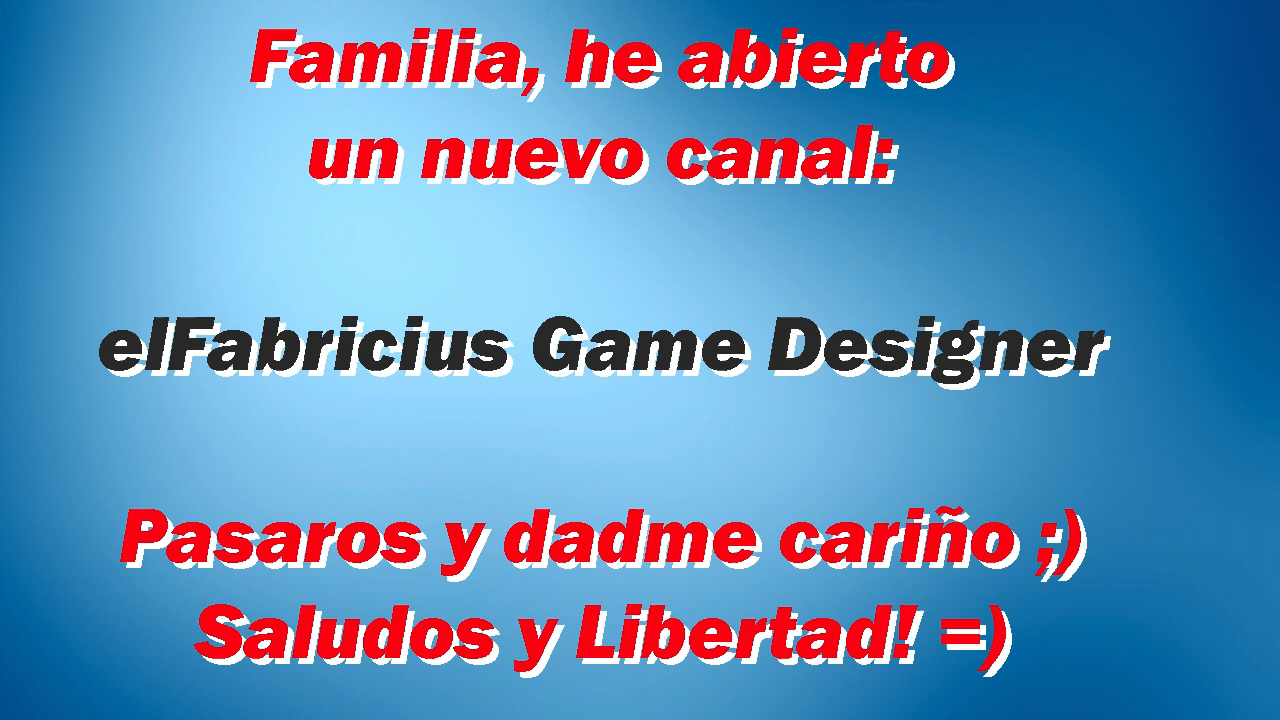 Familia, he abierto
un nuevo canal:
elFabricius Game Designer
Pasaros y dadme cariño ;)
Saludos y Libertad! =)